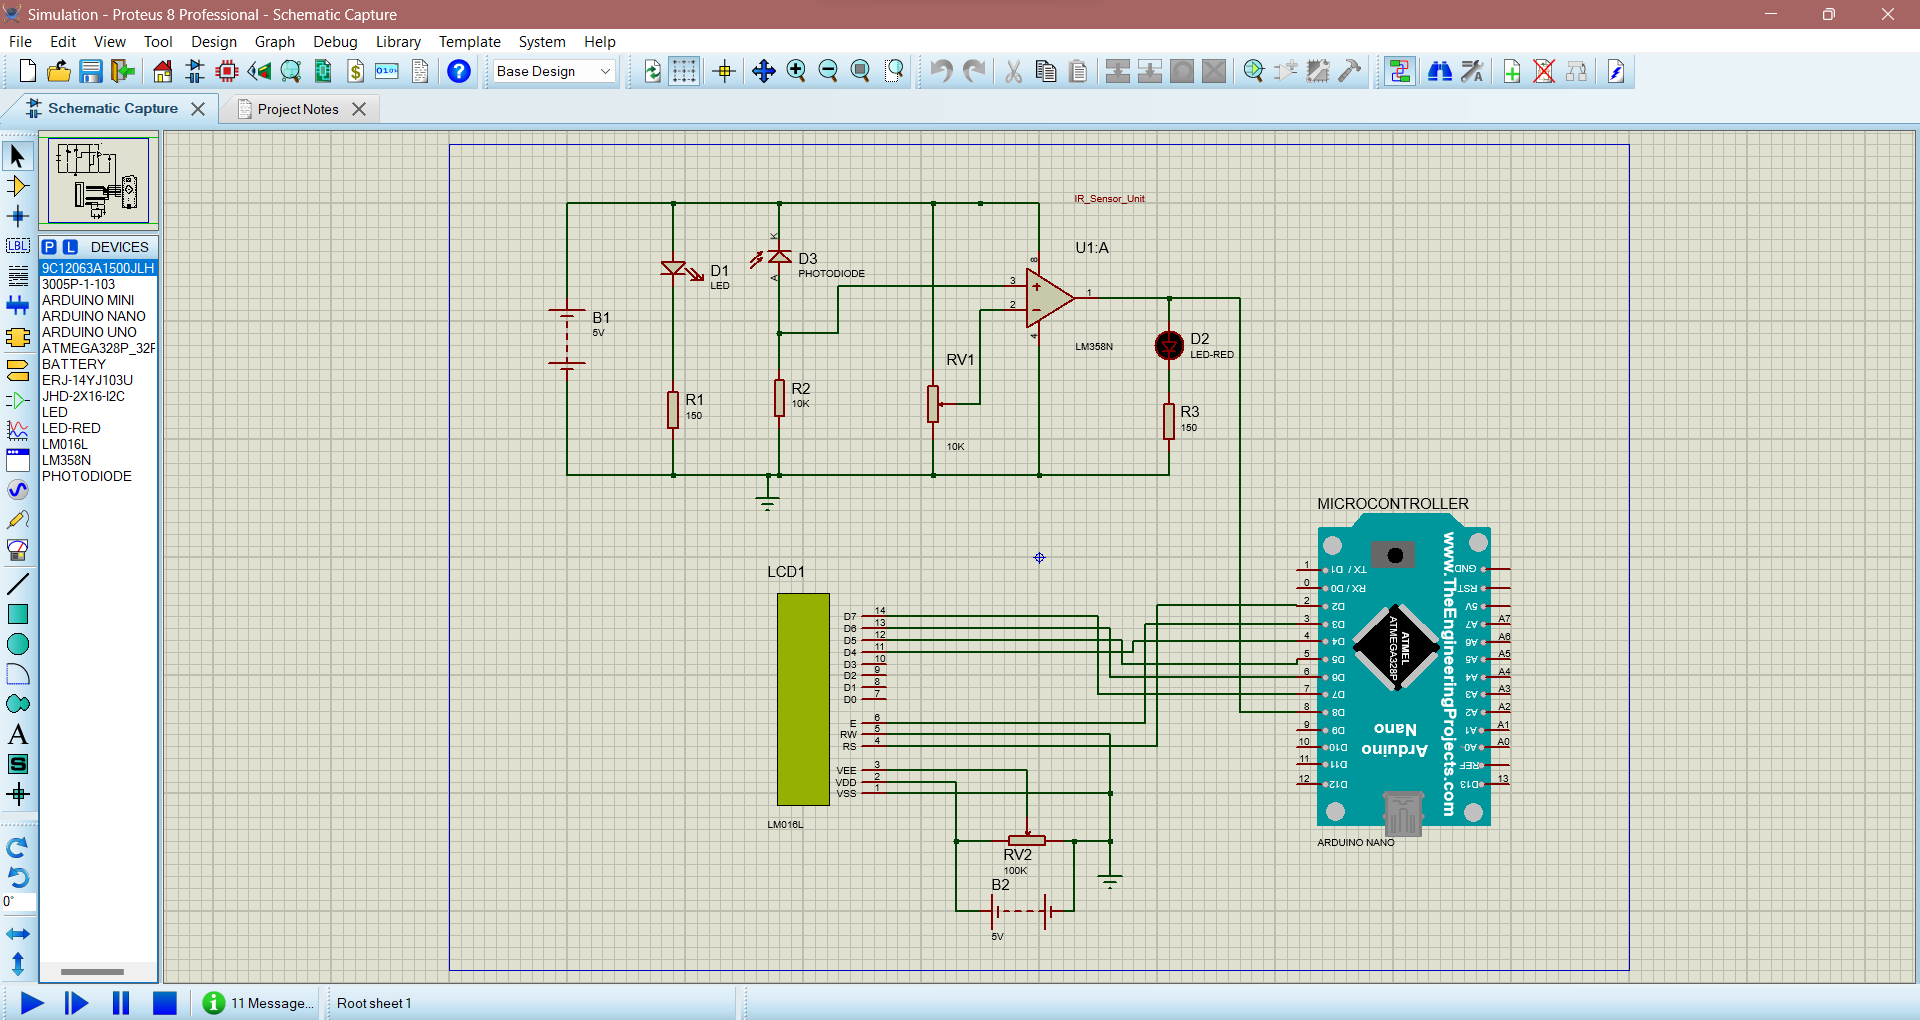 Simulation - Proteus 8 Professional - Schematic Capture
File Edit View Tool Design Graph Debug Library Template System Help
Base Design
Schematic Capture
Project Notes
P L DEVICES
9C12063A1500JLH
3005P-1-103
ARDUINO MINI
ARDUINO NANO
ARDUINO UNO
ATMEGA328P_32F
BATTERY
ERJ-14YJ103U
JHD-2X16-I2C
LED
LED-RED
LM016L
LM358N
PHOTODIODE
LBL
0°
IR_Sensor_Unit
U1:A
8
3
2
1
4
LM358N
B1
5V
D1
LED
K
A
D3
PHOTODIODE
R1
150
R2
10K
RV1
10K
D2
LED-RED
R3
150
LCD1
D7 14
D6 13
D5 12
D4 11
D3 10
D2 9
D1 8
D0 7
E 6
RW 5
RS 4
VEE 3
VDD 2
VSS 1
LM016L
RV2
100K
B2
5V
MICROCONTROLLER
1 TX / D1
0 RX / D0
2 D2
3 D3
4 D4
5 D5
6 D6
7 D7
8 D8
9 D9
10 D10
11 D11
12 D12
GND
RST
5V
A7 A7
A6 A6
A5 A5
A4 A4
A3 A3
A2 A2
A1 A1
A0 A0
REF
D13 13
ATMEL
ATMEGA328P
Arduino
Nano
www.TheEngineeringProjects.com
ARDUINO NANO
11 Message...
Root sheet 1